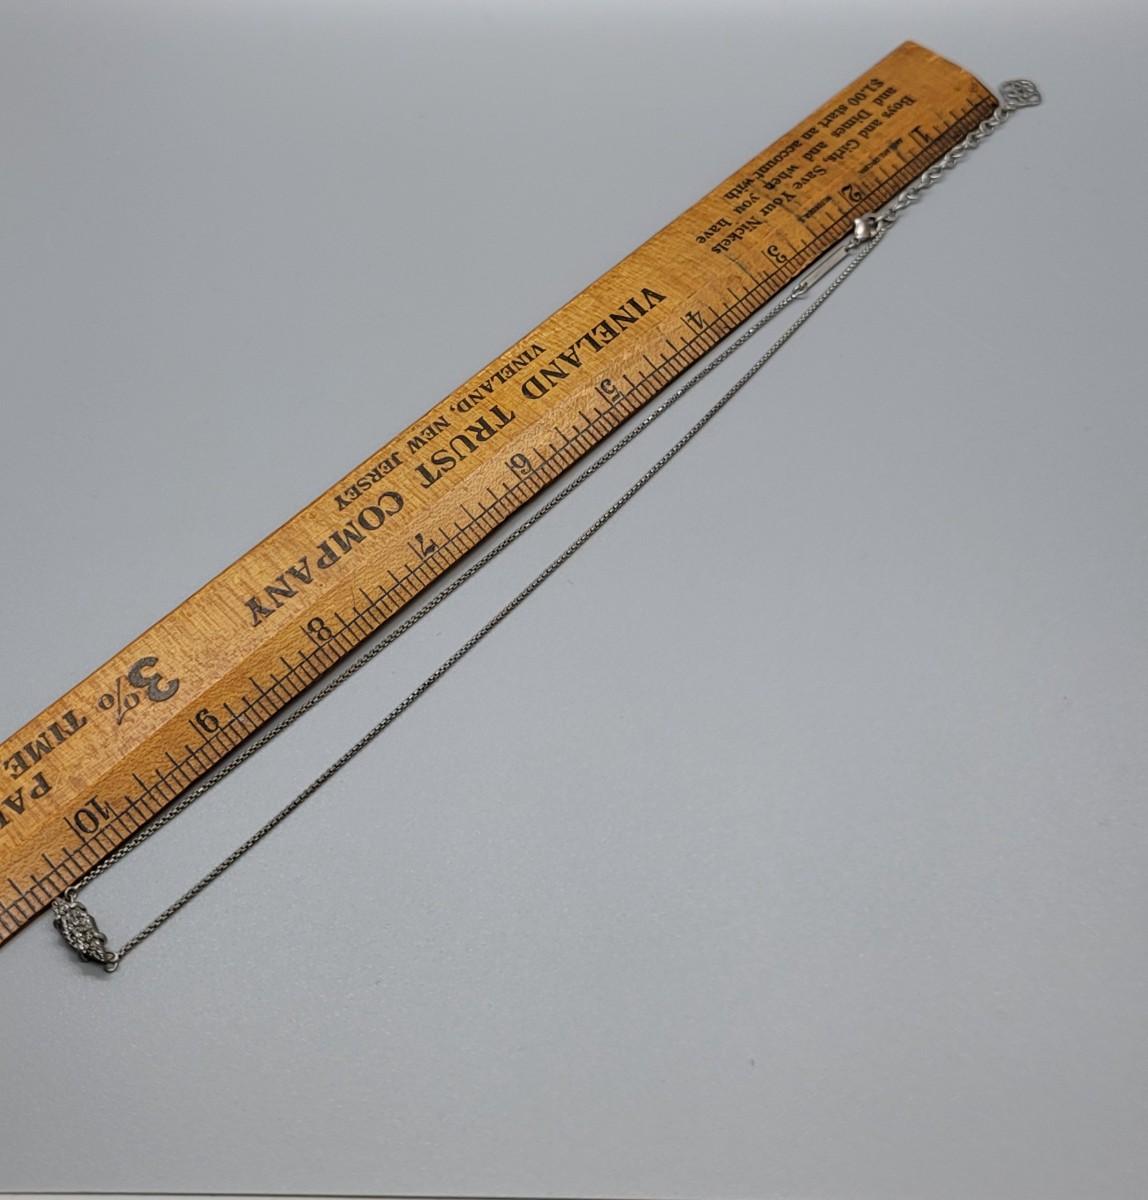 Boys and Girls, Save Your Nickels
and Dimes and when you have
$1.00 start an account with
VINELAND TRUST COMPANY
VINELAND, NEW JERSEY
3% TIME
1 2 3 4 5 6 7 8 9 10